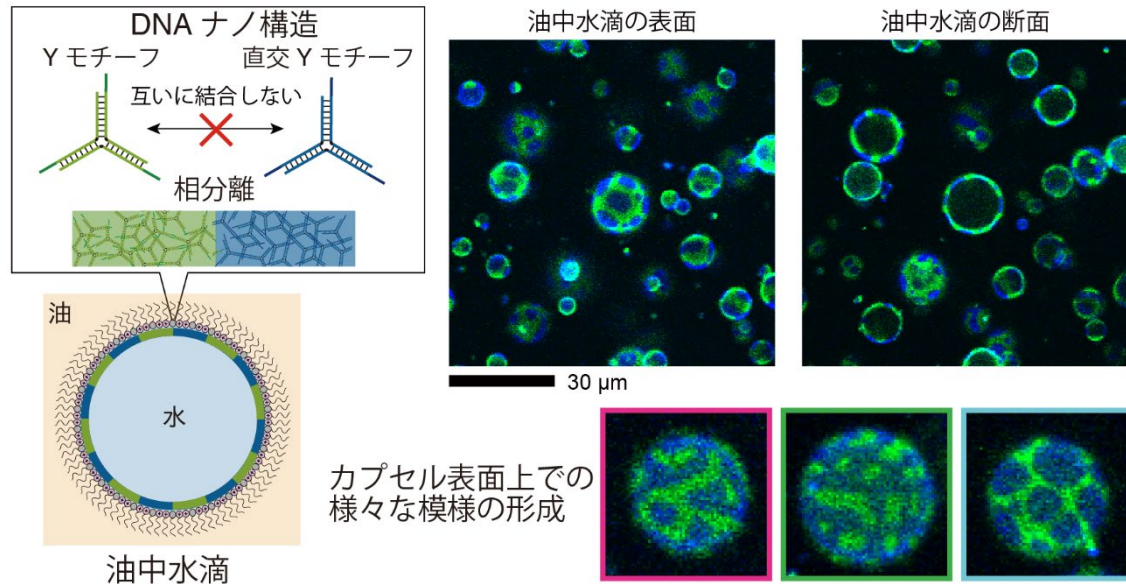 DNA ナノ構造
Y モチーフ
直交 Y モチーフ
互いに結合しない
相分離
油
水
油中水滴
油中水滴の表面
油中水滴の断面
30 μm
カプセル表面上での
様々な模様の形成